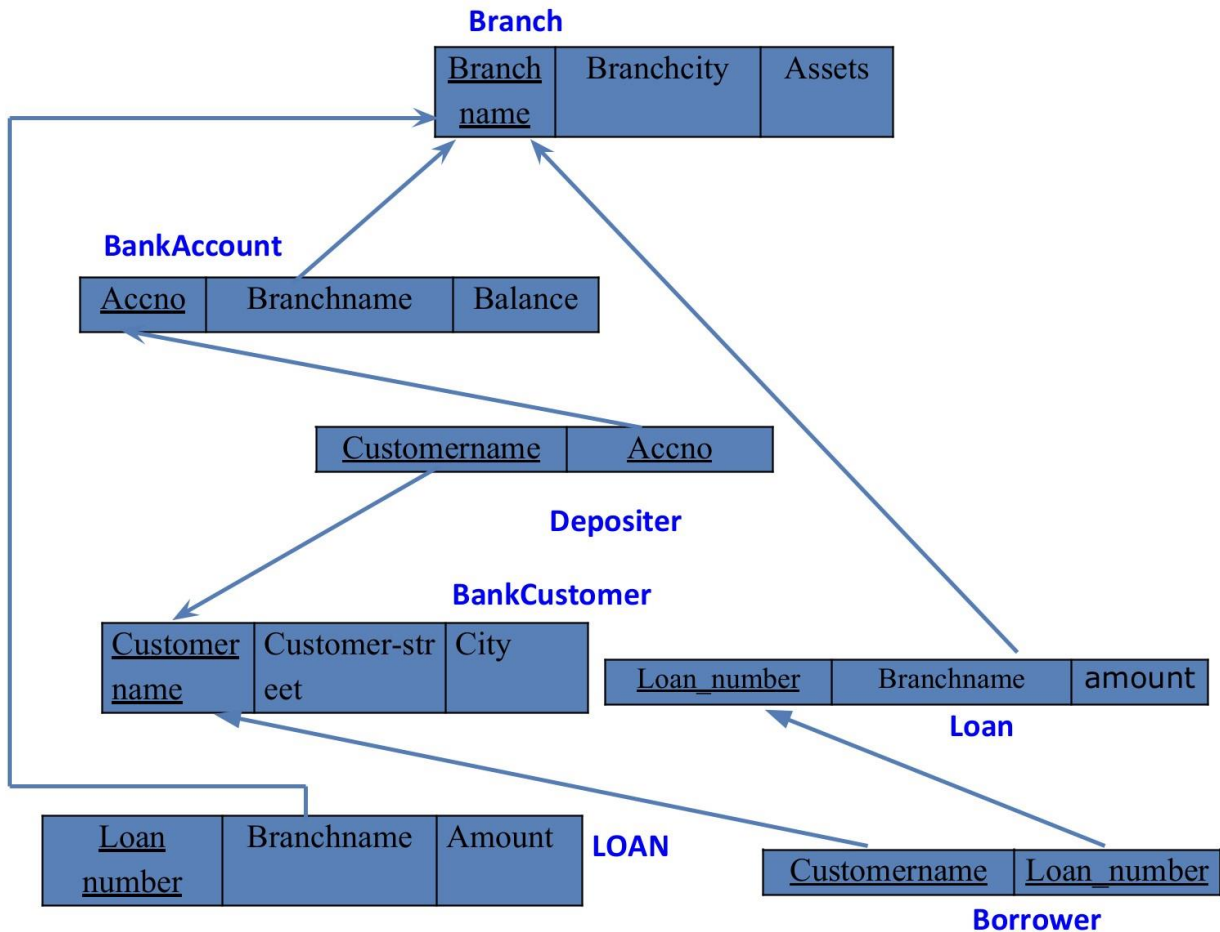 Branch
Branch name Branchcity Assets
BankAccount
Accno Branchname Balance
Customername Accno
Depositer
BankCustomer
Customer name Customer-str eet City
Loan_number Branchname amount
Loan
Loan number Branchname Amount
LOAN
Customername Loan_number
Borrower